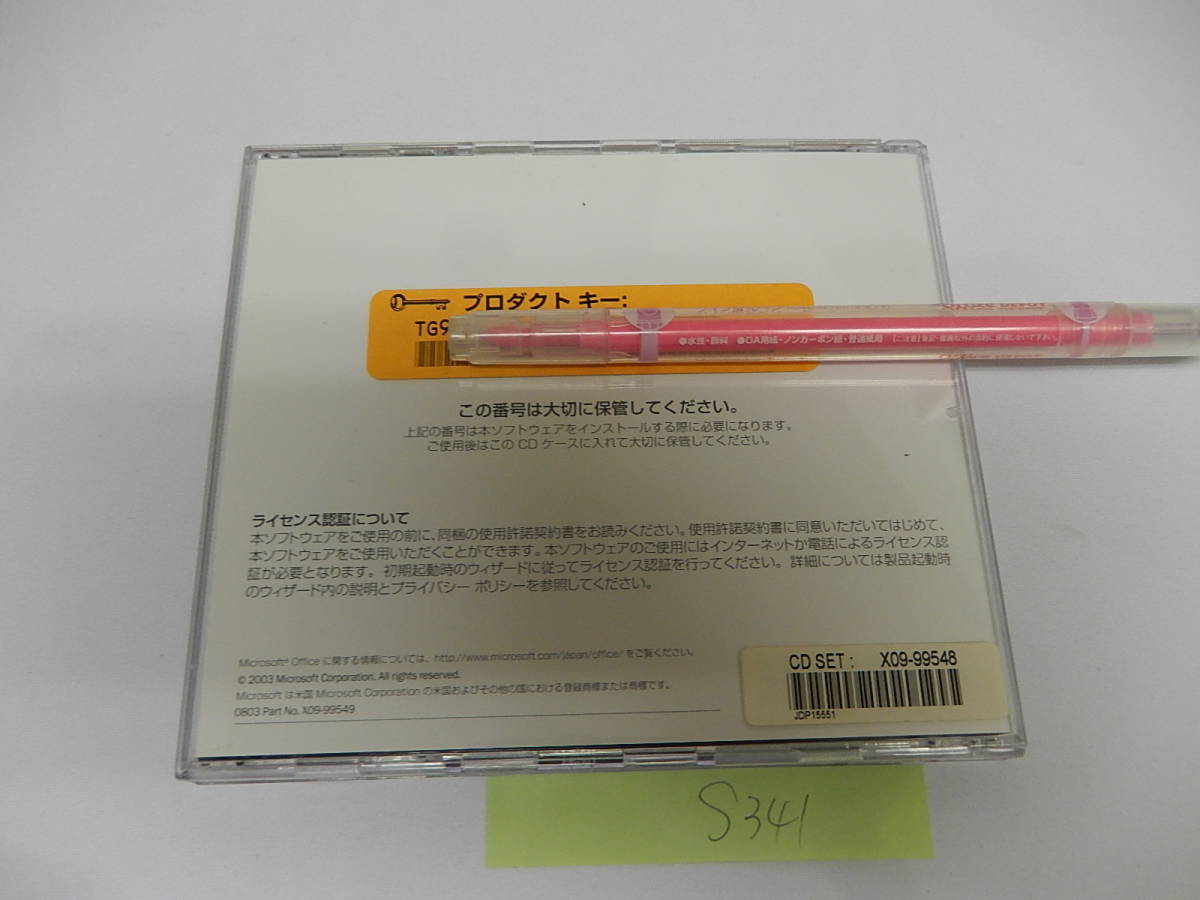 プロダクト キー:
TG9
●水性・顔料 ●OA用紙・ノンカーボン紙・普通紙用
この番号は大切に保管してください。
上記の番号は本ソフトウェアをインストールする際に必要になります。
ご使用後はこの CD ケースに入れて大切に保管してください。
ライセンス認証について
本ソフトウェアをご使用の前に、同梱の使用許諾契約書をお読みください。使用許諾契約書に同意いただいてはじめて、
本ソフトウェアをご使用いただくことができます。本ソフトウェアのご使用にはインターネットか電話によるライセンス認
証が必要となります。初期起動時のウィザードに従ってライセンス認証を行ってください。詳細については製品起動時
のウィザード内の説明とプライバシー ポリシーを参照してください。
Microsoft® Office に関する情報については、http://www.microsoft.com/japan/office/ をご覧ください。
© 2003 Microsoft Corporation. All rights reserved.
Microsoft は米国 Microsoft Corporation の米国およびその他の国における登録商標または商標です。
0803 Part No. X09-99549
CD SET : X09-99548
JDP15551
S341